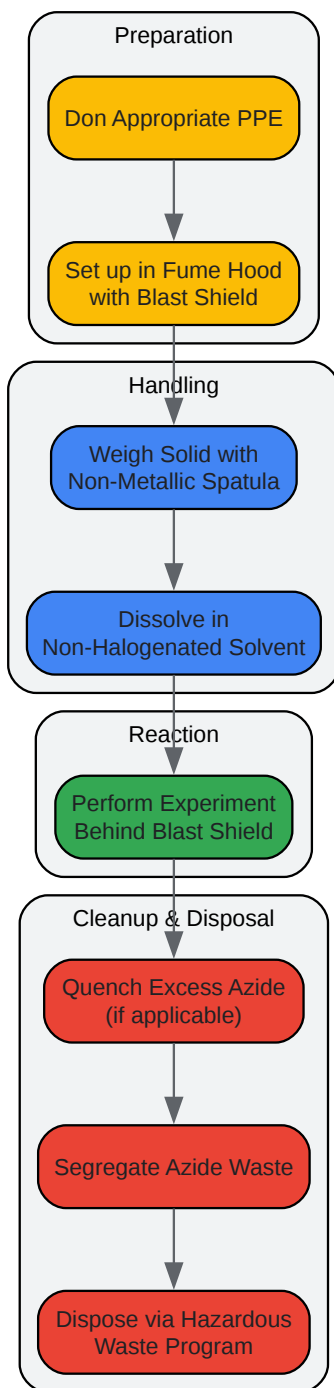 Preparation
Don Appropriate PPE
Set up in Fume Hood
with Blast Shield
Handling
Weigh Solid with
Non-Metallic Spatula
Dissolve in
Non-Halogenated Solvent
Reaction
Perform Experiment
Behind Blast Shield
Cleanup & Disposal
Quench Excess Azide
(if applicable)
Segregate Azide Waste
Dispose via Hazardous
Waste Program